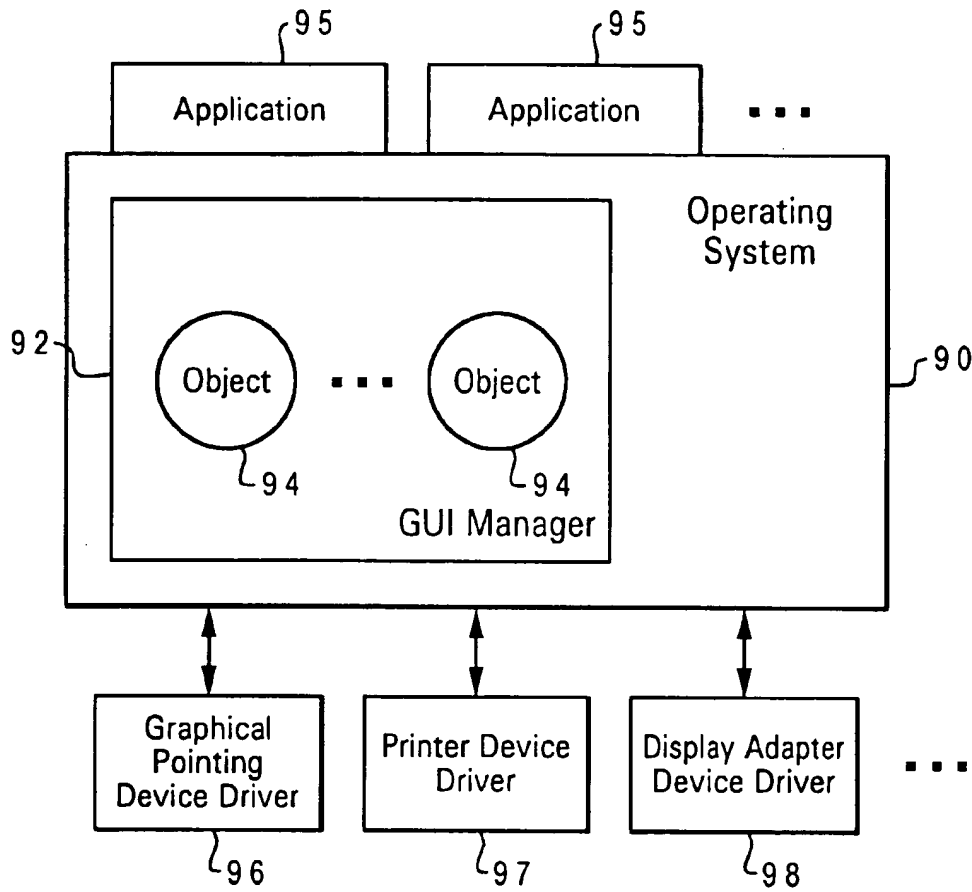 95
95
Application
Application
Operating
System
92
90
Object
Object
94
94
GUI Manager
Graphical
Pointing
Device Driver
Printer Device
Driver
Display Adapter
Device Driver
96
97
98